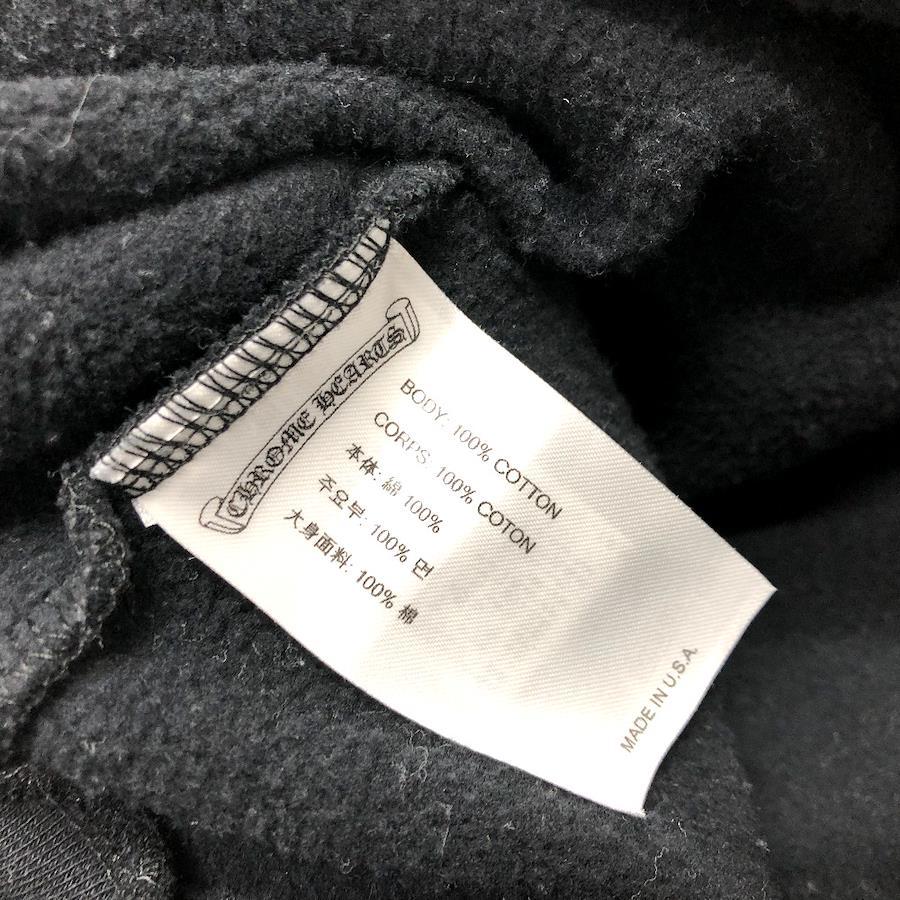 CHROME HEARTS
BODY: 100% COTTON
CORPS: 100% COTON
本体: 綿 100%
주요부: 100% 면
大身面料: 100% 棉
MADE IN U.S.A.